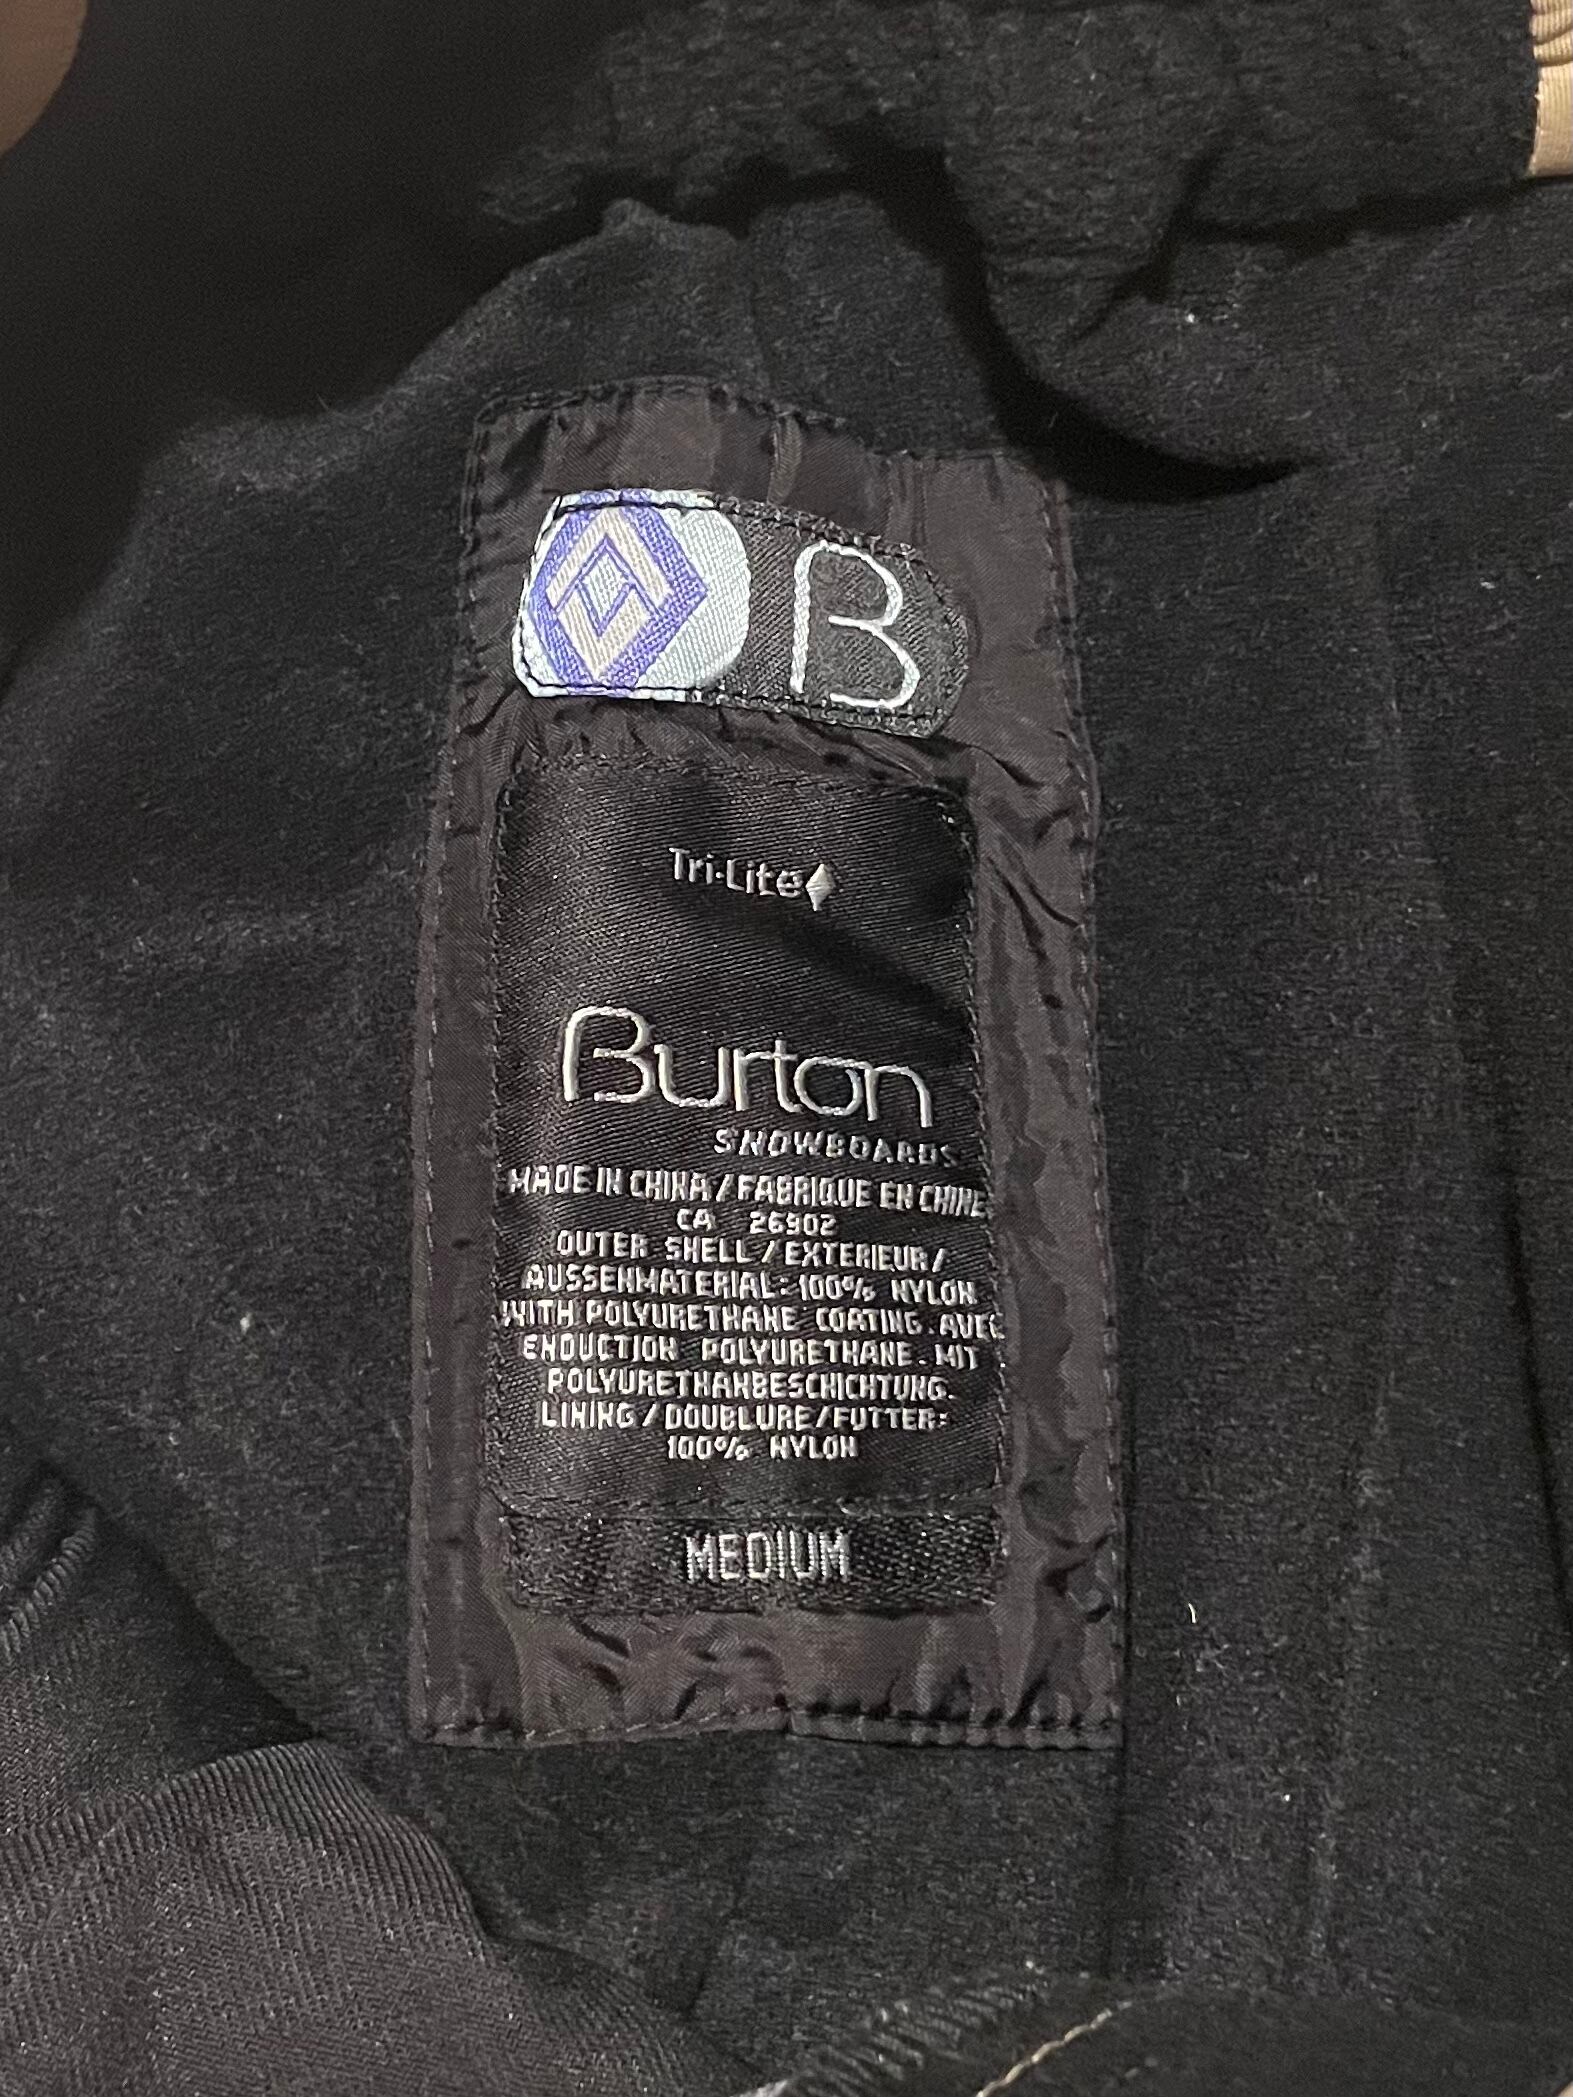 B
Tri-Lite
Burton
SNOWBOARDS
MADE IN CHINA / FABRIQUE EN CHINE
CA 26902
OUTER SHELL / EXTERIEUR /
AUSSENMATERIAL: 100% NYLON
WITH POLYURETHANE COATING. AVEC
ENDUCTION POLYURETHANE. MIT
POLYURETHANBESCHICHTUNG.
LINING / DOUBLURE / FUTTER:
100% NYLON
MEDIUM